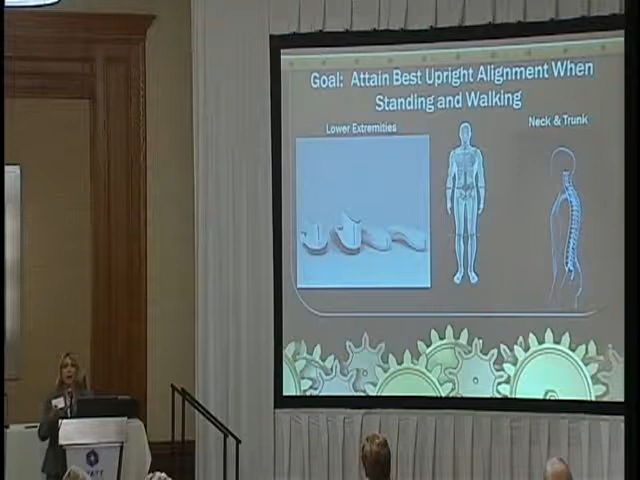 Goal: Attain Best Upright Alignment When
Standing and Walking
Lower Extremities
Neck & Trunk